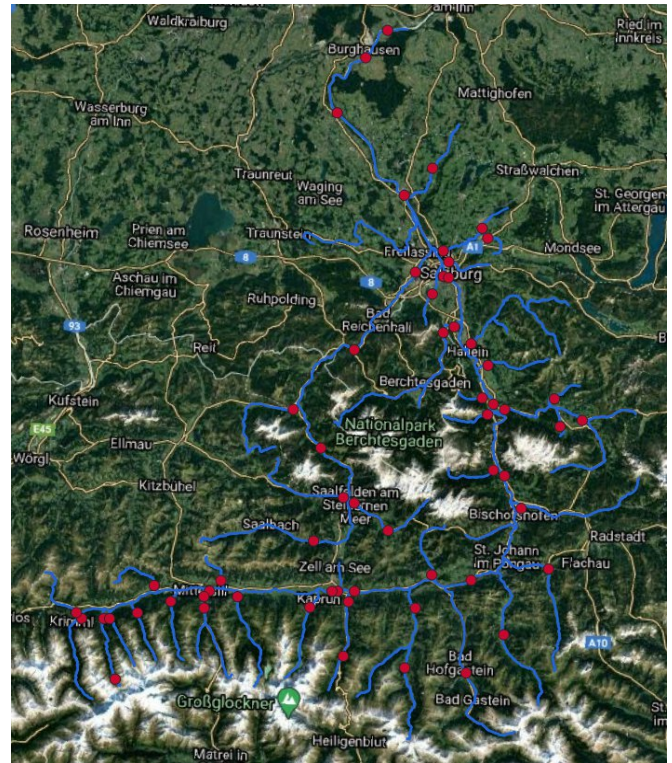 am Inn
Waldkraiburg
Burghausen
Ried im
Innkreis
Mattighofen
Wasserburg
am Inn
Traunreut
Straßwalchen
Waging
am See
St. Georgen
im Attergau
Rosenheim
Prien am
Chiemsee
Traunstein
A1
Mondsee
8
Freilassing
Aschau im
Chiemgau
8
Salzburg
Ruhpolding
Bad
Reichenhall
93
Reit
Hallein
Berchtesgaden
Kufstein
Nationalpark
Berchtesgaden
E45
Ellmau
Wörgl
Kitzbühel
Saalfelden am
Steinernen
Meer
Bischofshofen
Saalbach
Radstadt
St. Johann
im Pongau
Flachau
Zell am See
Mittersill
Kaprun
Krimml
A10
Bad
Hofgastein
Großglockner
Bad Gastein
St.
Heiligenblut
Matrei in